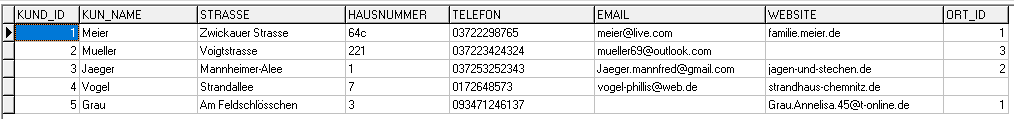 KUND_ID KUN_NAME STRASSE HAUSNUMMER TELEFON EMAIL WEBSITE ORT_ID
1 Meier Zwickauer Strasse 64c 03722298765 meier@live.com familie.meier.de 1
2 Mueller Voigtstrasse 221 037223424324 mueller69@outlook.com 3
3 Jaeger Mannheimer-Alee 1 037253252343 Jaeger.mannfred@gmail.com jagen-und-stechen.de 2
4 Vogel Strandallee 7 0172648573 vogel-phillis@web.de strandhaus-chemnitz.de
5 Grau Am Feldschlösschen 3 093471246137 Grau.Annelisa.45@t-online.de 1